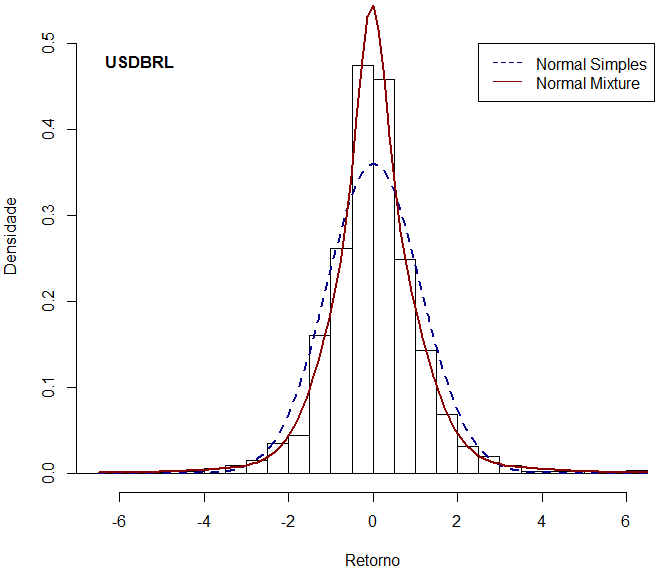 USDBRL
Normal Simples
Normal Mixture
Densidade
0.5
0.4
0.3
0.2
0.1
0.0
-6 -4 -2 0 2 4 6
Retorno